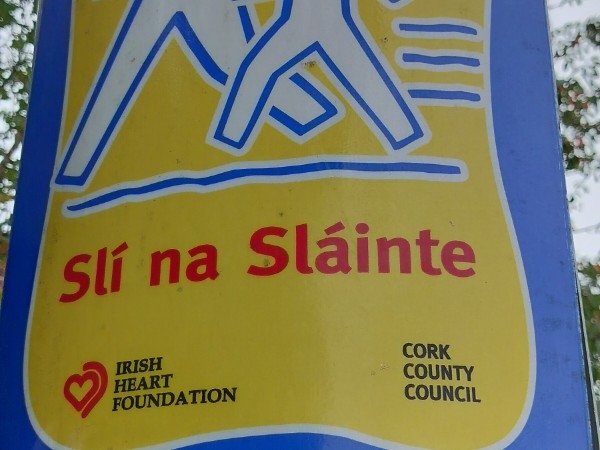 Slí na Sláinte
IRISH
HEART
FOUNDATION
CORK
COUNTY
COUNCIL